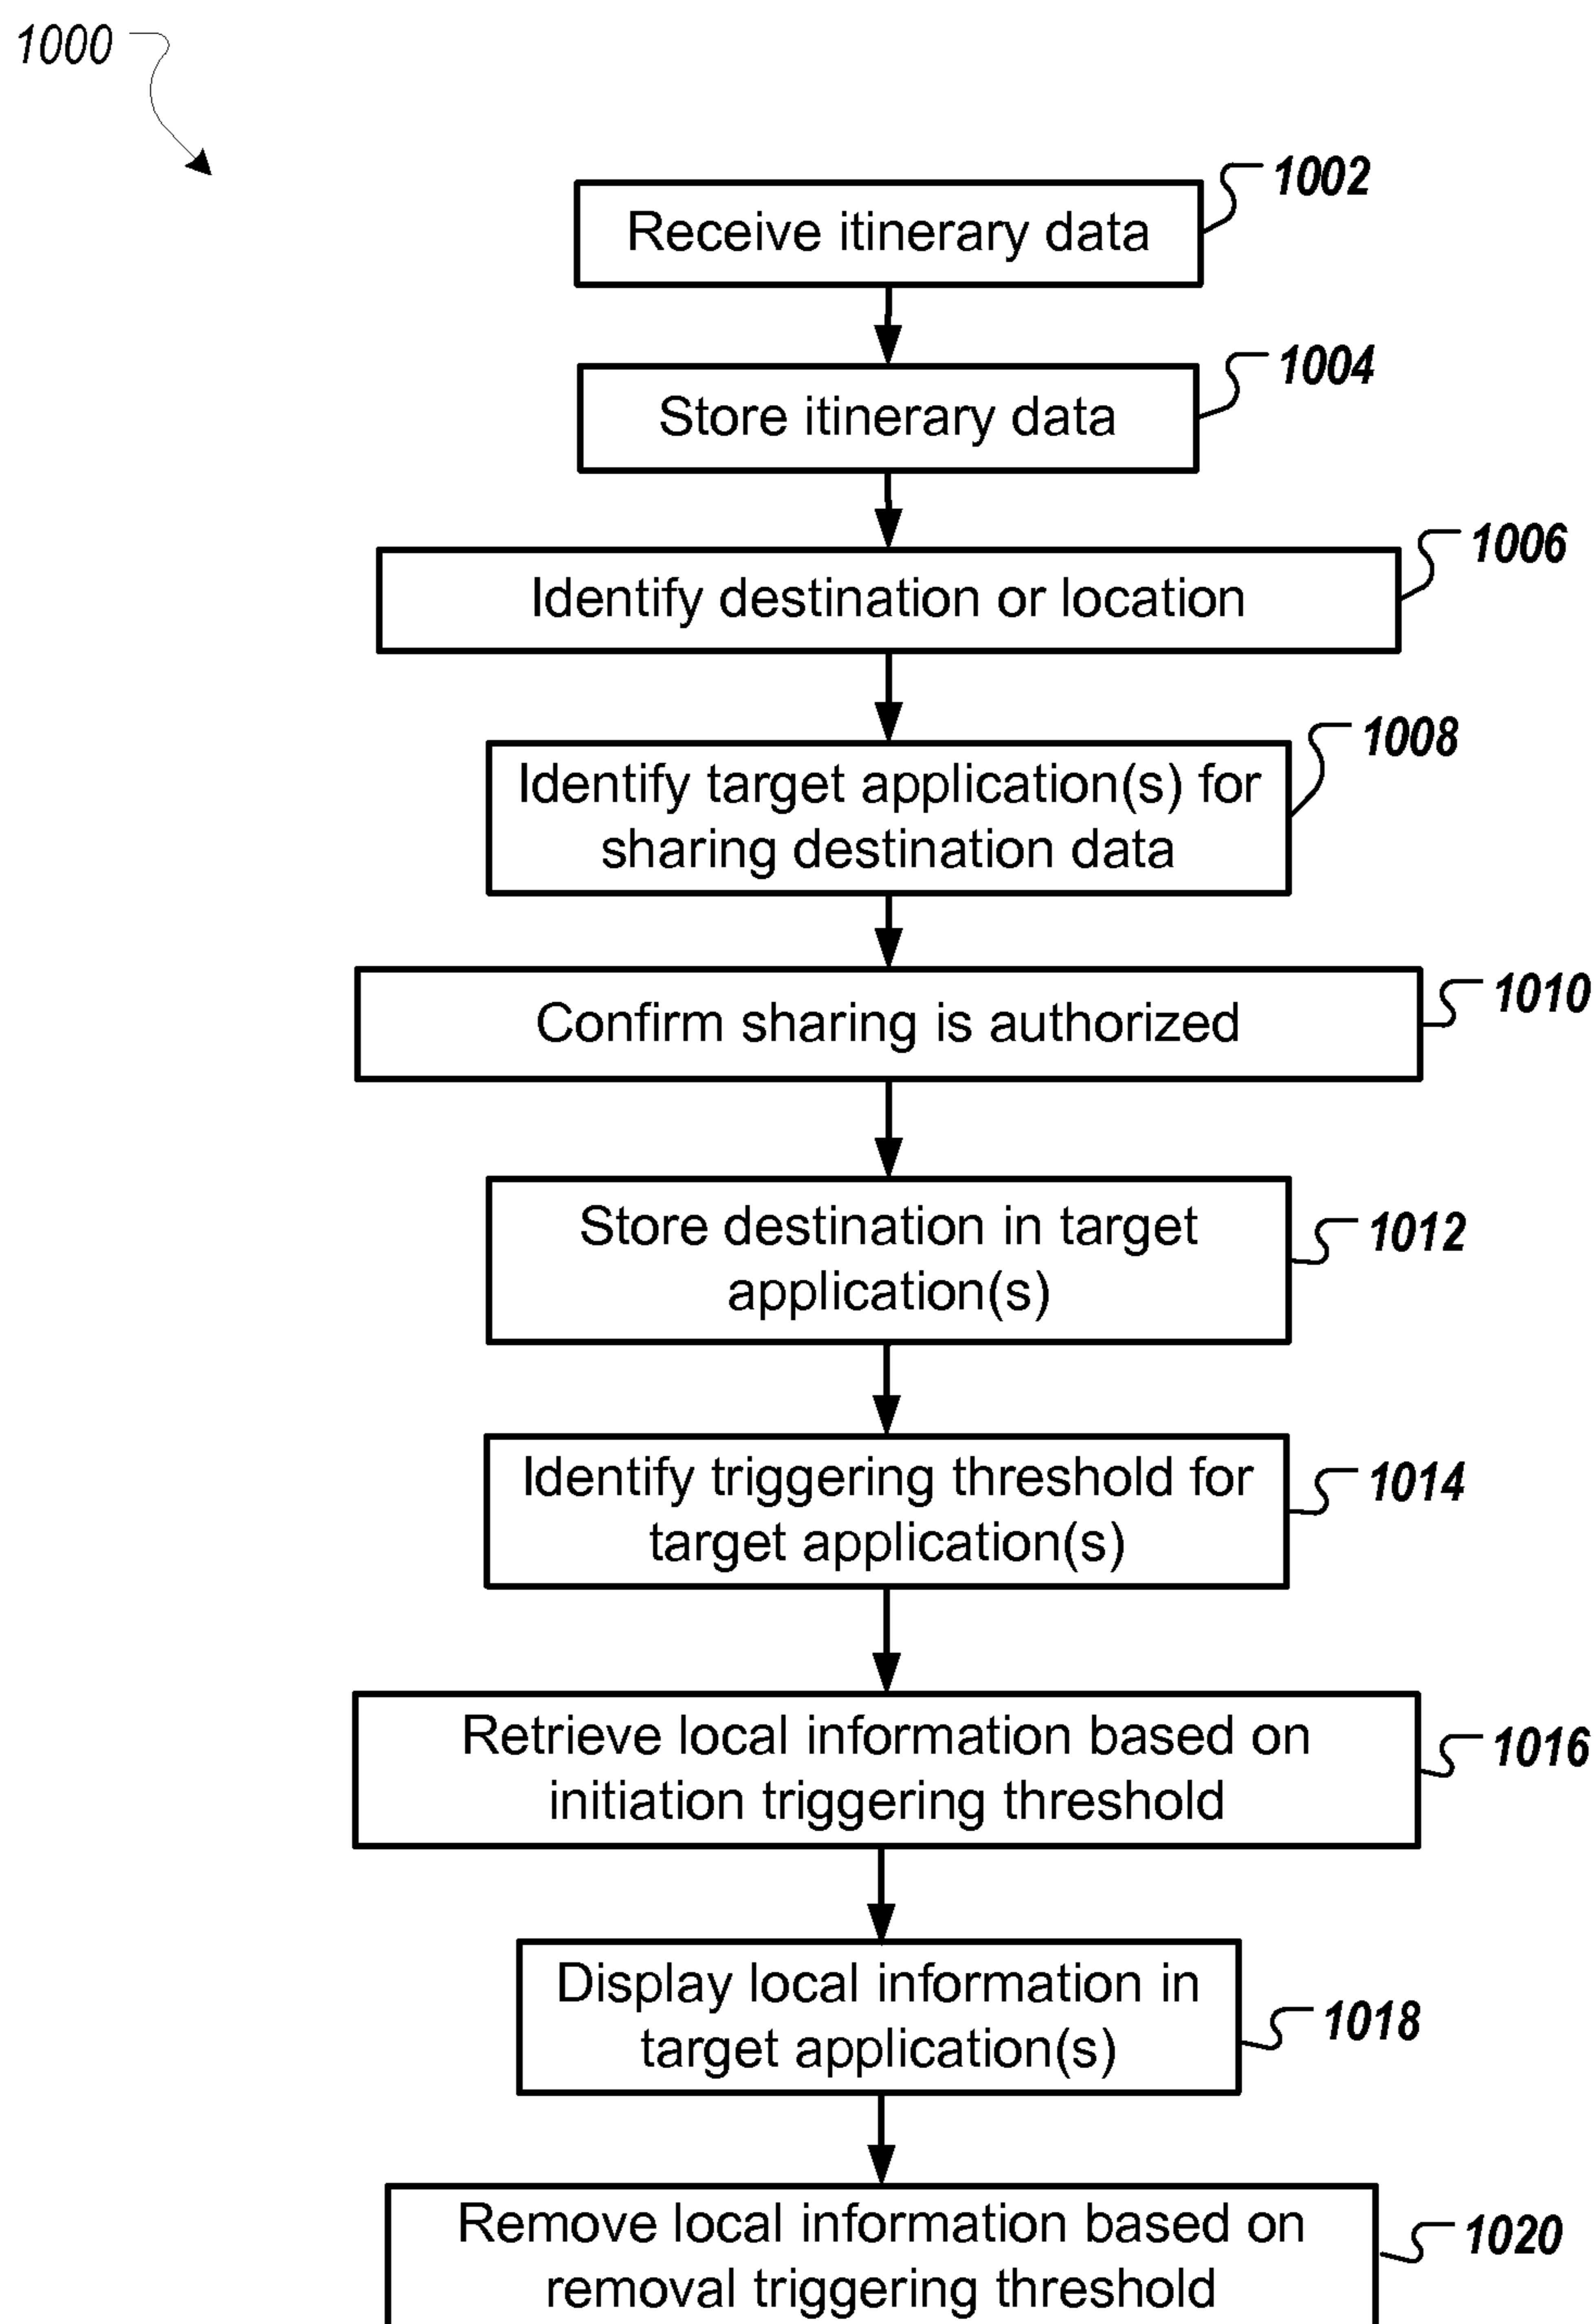 1000
1002
Receive itinerary data
1004
Store itinerary data
1006
Identify destination or location
1008
Identify target application(s) for
sharing destination data
1010
Confirm sharing is authorized
1012
Store destination in target
application(s)
1014
Identify triggering threshold for
target application(s)
1016
Retrieve local information based on
initiation triggering threshold
1018
Display local information in
target application(s)
1020
Remove local information based on
removal triggering threshold